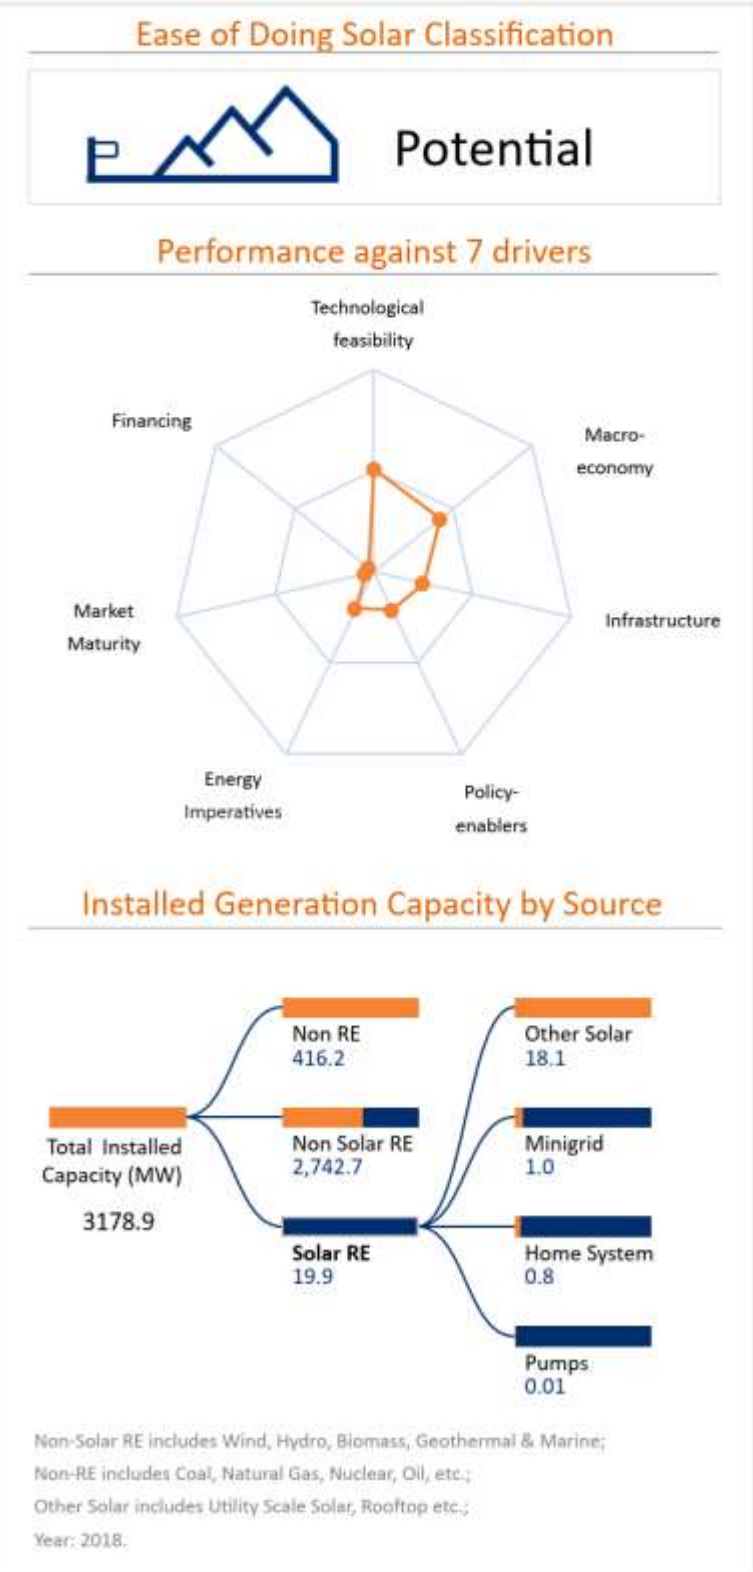 Ease of Doing Solar Classification
Potential
Performance against 7 drivers
Technological
feasibility
Financing
Macro-
economy
Market
Maturity
Infrastructure
Energy
Imperatives
Policy-
enablers
Installed Generation Capacity by Source
Non RE
416.2
Other Solar
18.1
Total Installed
Capacity (MW)
3178.9
Non Solar RE
2,742.7
Minigrid
1.0
Solar RE
19.9
Home System
0.8
Pumps
0.01
Non-Solar RE includes Wind, Hydro, Biomass, Geothermal & Marine;
Non-RE includes Coal, Natural Gas, Nuclear, Oil, etc.;
Other Solar includes Utility Scale Solar, Rooftop etc.;
Year: 2018.